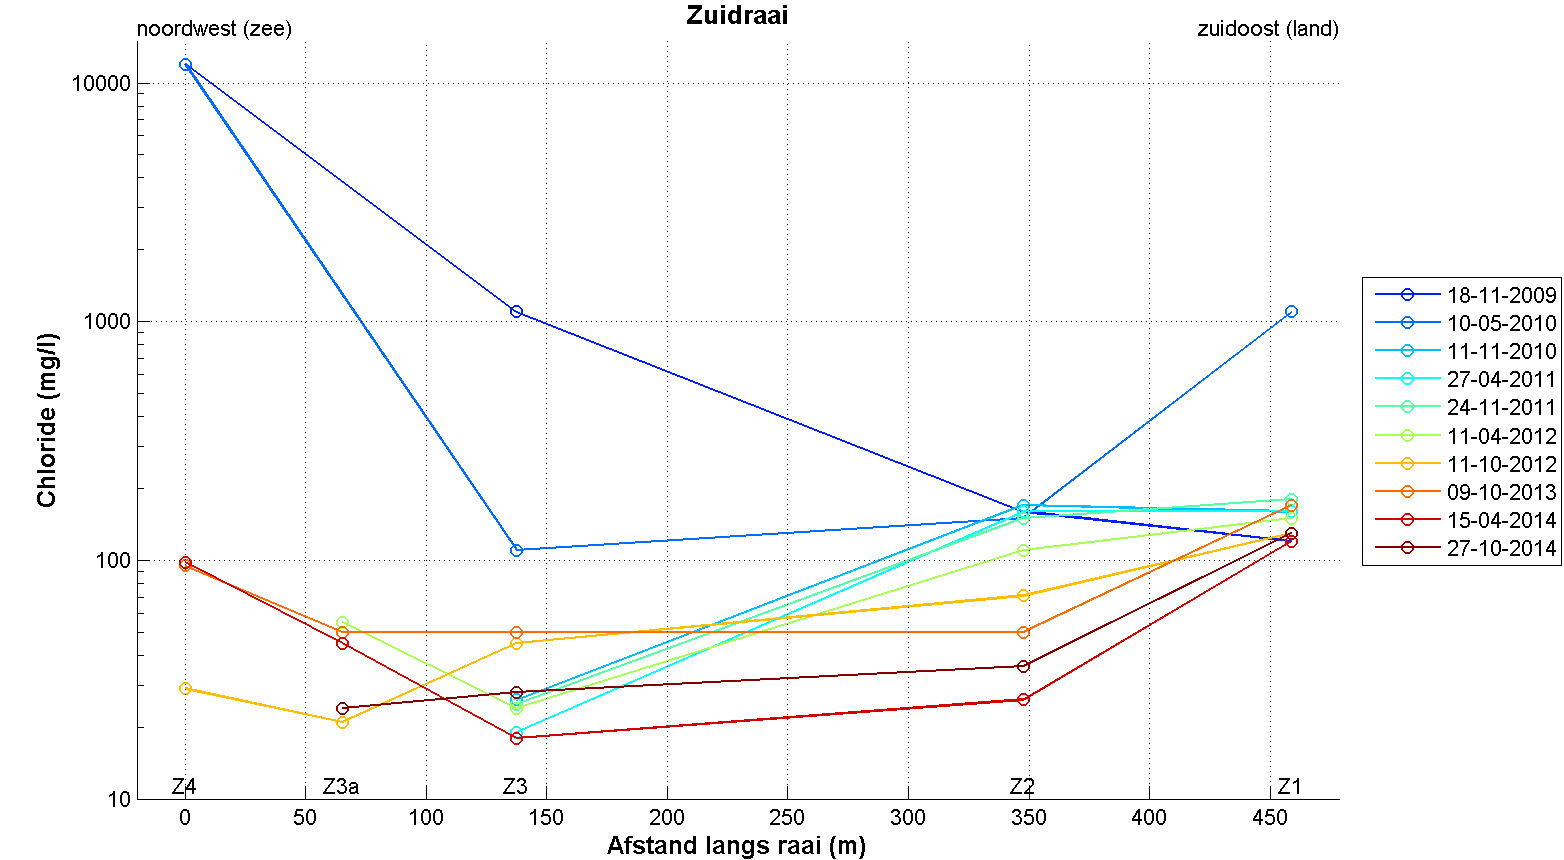 Zuidraai
noordwest (zee)
zuidoost (land)
10000
1000
100
10
Chloride (mg/l)
Z4
Z3a
Z3
Z2
Z1
0
50
100
150
200
250
300
350
400
450
Afstand langs raai (m)
18-11-2009
10-05-2010
11-11-2010
27-04-2011
24-11-2011
11-04-2012
11-10-2012
09-10-2013
15-04-2014
27-10-2014